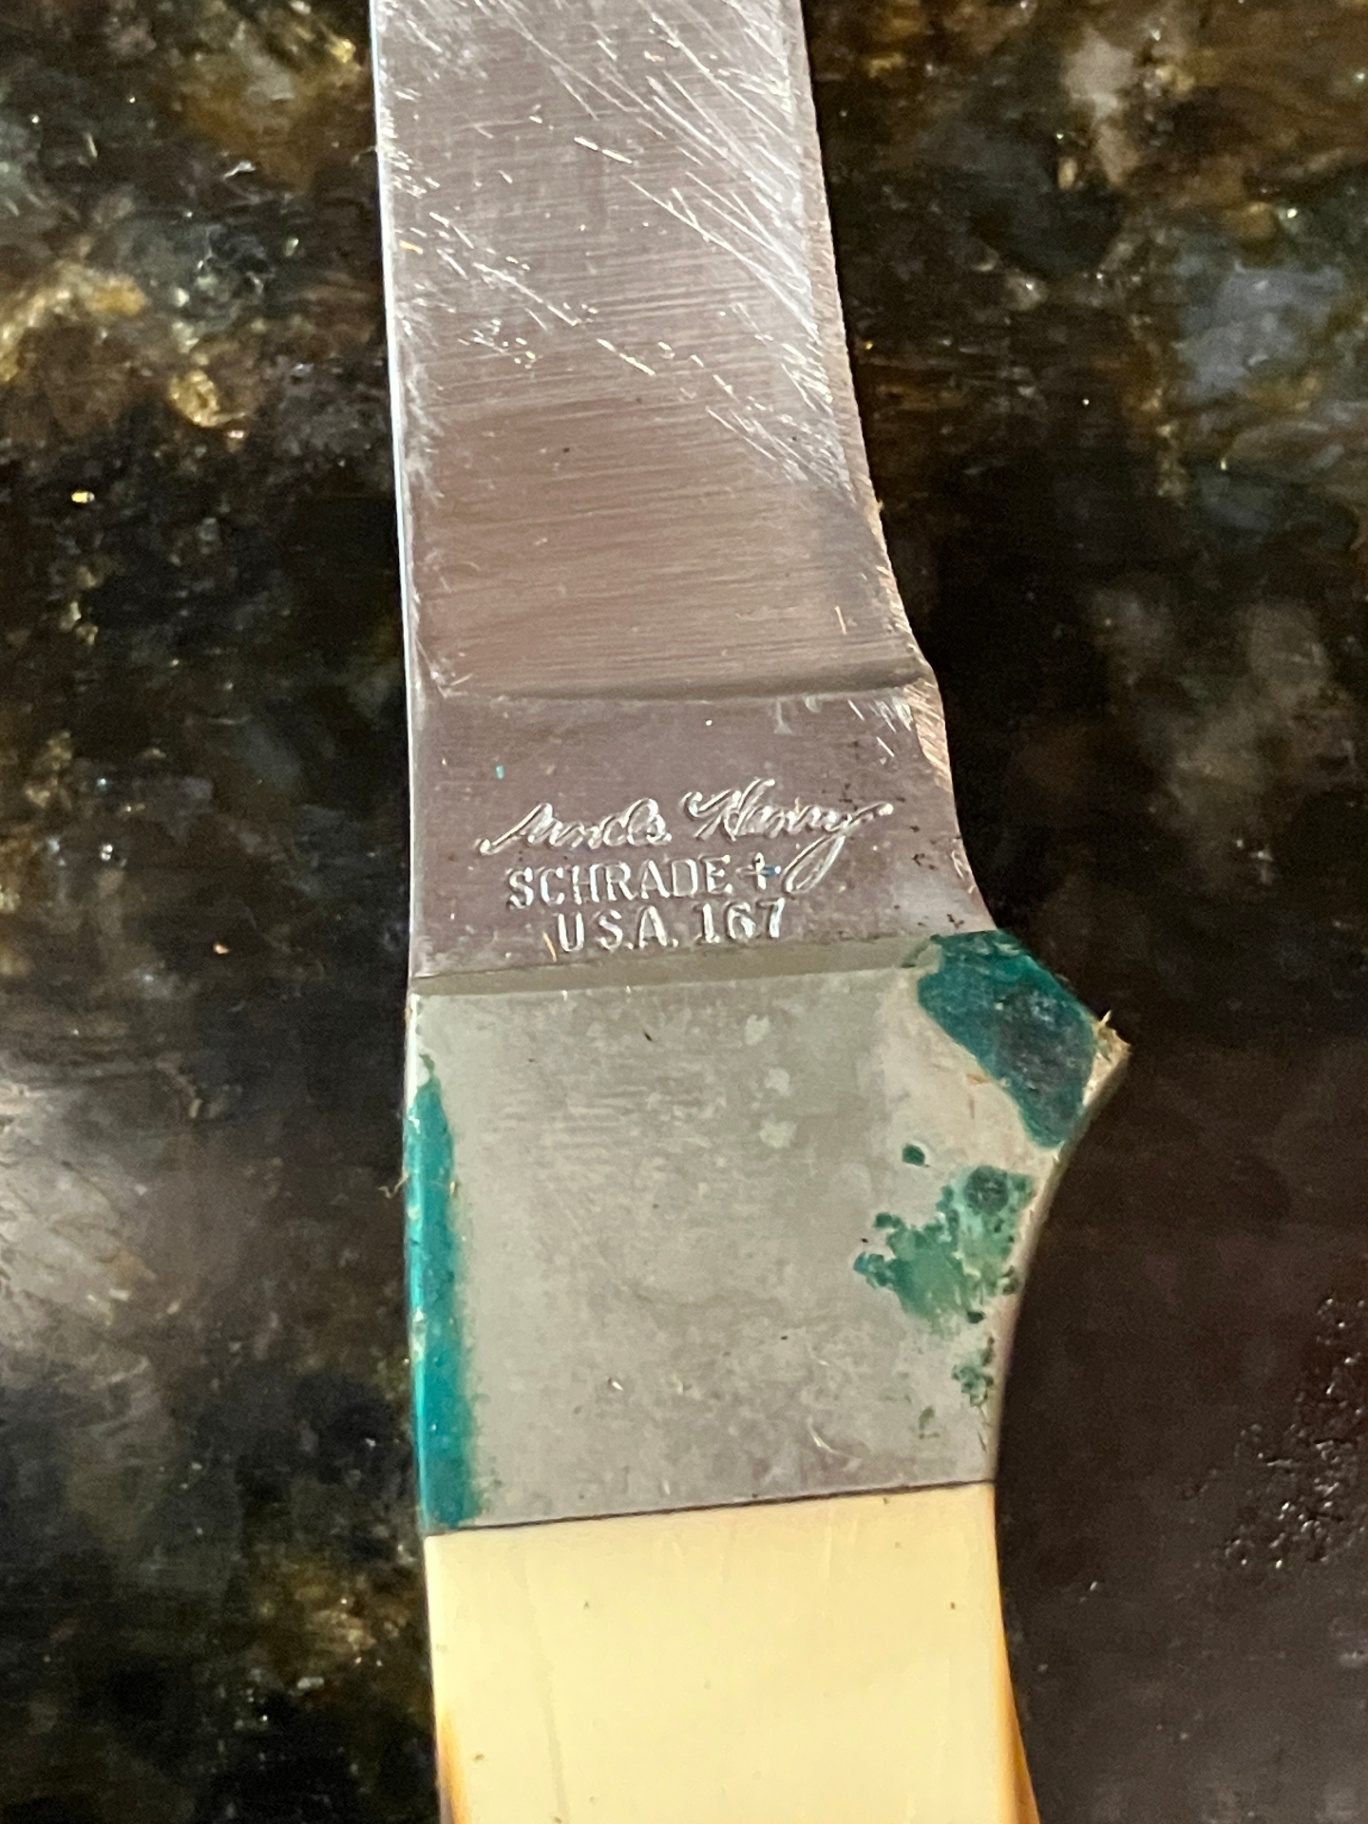 Uncle Henry
SCHRADE +
U.S.A. 167